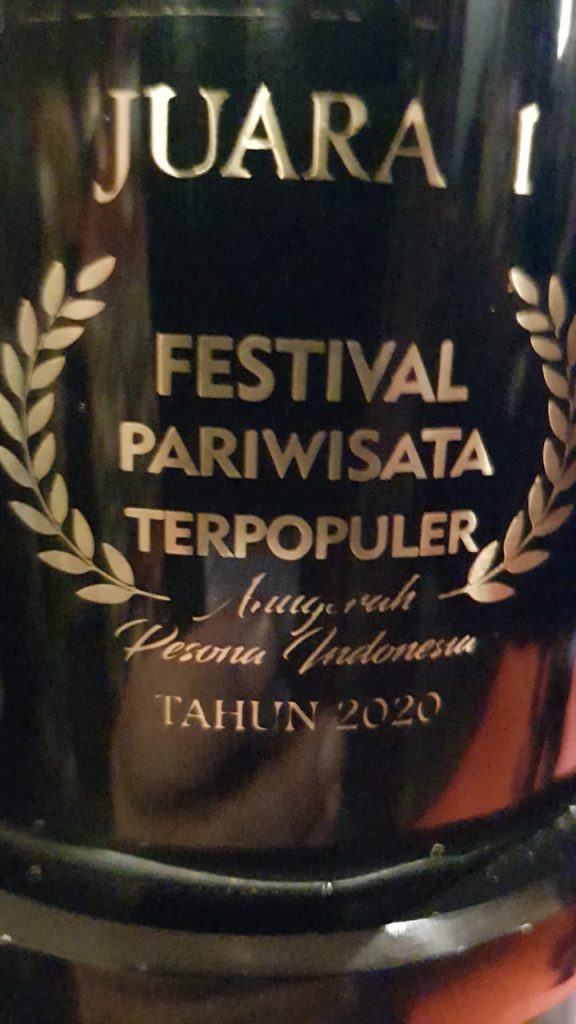 JUARA I
FESTIVAL
PARIWISATA
TERPOPULER
Anugerah
Pesona Indonesia
TAHUN 2020